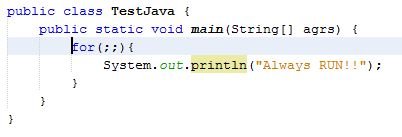 public class TestJava {
    public static void main(String[] agrs) {
        for(;;){
            System.out.println("Always RUN!!");
        }
    }
}